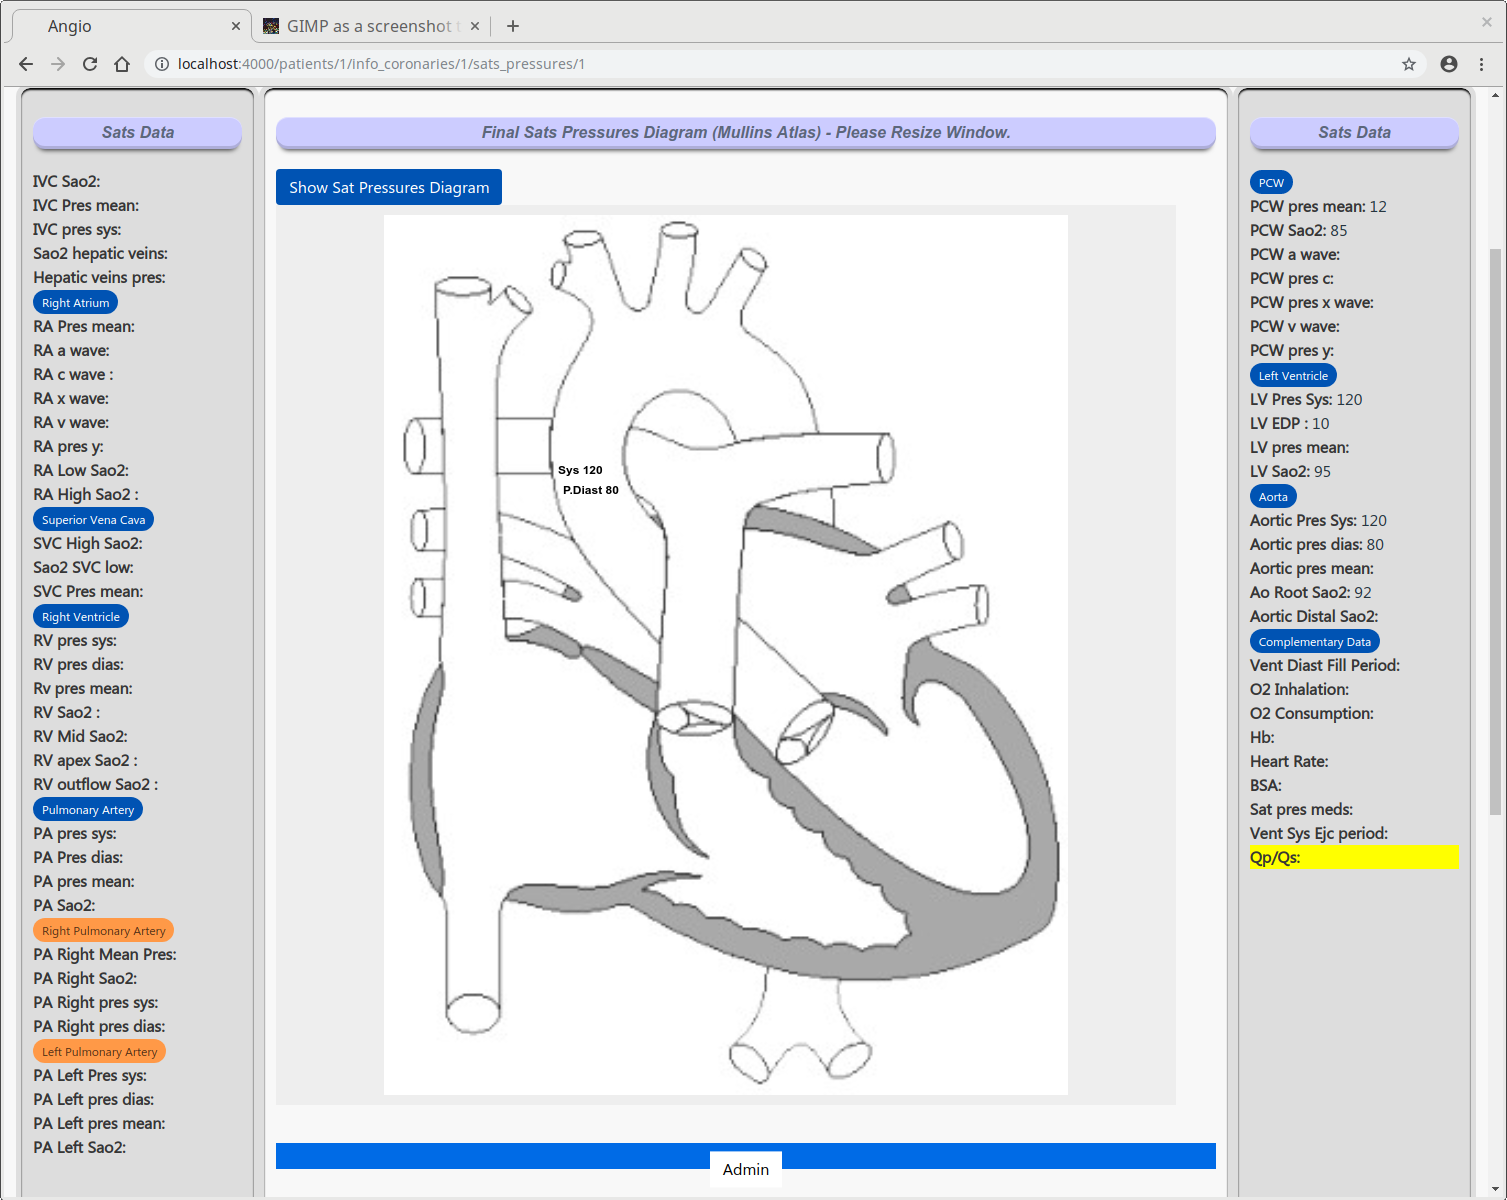 Angio
GIMP as a screenshot
localhost:4000/patients/1/info_coronaries/1/sats_pressures/1
Sats Data
IVC Sao2:
IVC Pres mean:
IVC pres sys:
Sao2 hepatic veins:
Hepatic veins pres:
Right Atrium
RA Pres mean:
RA a wave:
RA c wave :
RA x wave:
RA v wave:
RA pres y:
RA Low Sao2:
RA High Sao2 :
Superior Vena Cava
SVC High Sao2:
Sao2 SVC low:
SVC Pres mean:
Right Ventricle
RV pres sys:
RV pres dias:
Rv pres mean:
RV Sao2 :
RV Mid Sao2:
RV apex Sao2 :
RV outflow Sao2 :
Pulmonary Artery
PA pres sys:
PA Pres dias:
PA pres mean:
PA Sao2:
Right Pulmonary Artery
PA Right Mean Pres:
PA Right Sao2:
PA Right pres sys:
PA Right pres dias:
Left Pulmonary Artery
PA Left Pres sys:
PA Left pres dias:
PA Left pres mean:
PA Left Sao2:
Final Sats Pressures Diagram (Mullins Atlas) - Please Resize Window.
Show Sat Pressures Diagram
Sys 120
P.Diast 80
Admin
Sats Data
PCW
PCW pres mean: 12
PCW Sao2: 85
PCW a wave:
PCW pres c:
PCW pres x wave:
PCW v wave:
PCW pres y:
Left Ventricle
LV Pres Sys: 120
LV EDP : 10
LV pres mean:
LV Sao2: 95
Aorta
Aortic Pres Sys: 120
Aortic pres dias: 80
Aortic pres mean:
Ao Root Sao2: 92
Aortic Distal Sao2:
Complementary Data
Vent Diast Fill Period:
O2 Inhalation:
O2 Consumption:
Hb:
Heart Rate:
BSA:
Sat pres meds:
Vent Sys Ejc period:
Qp/Qs: